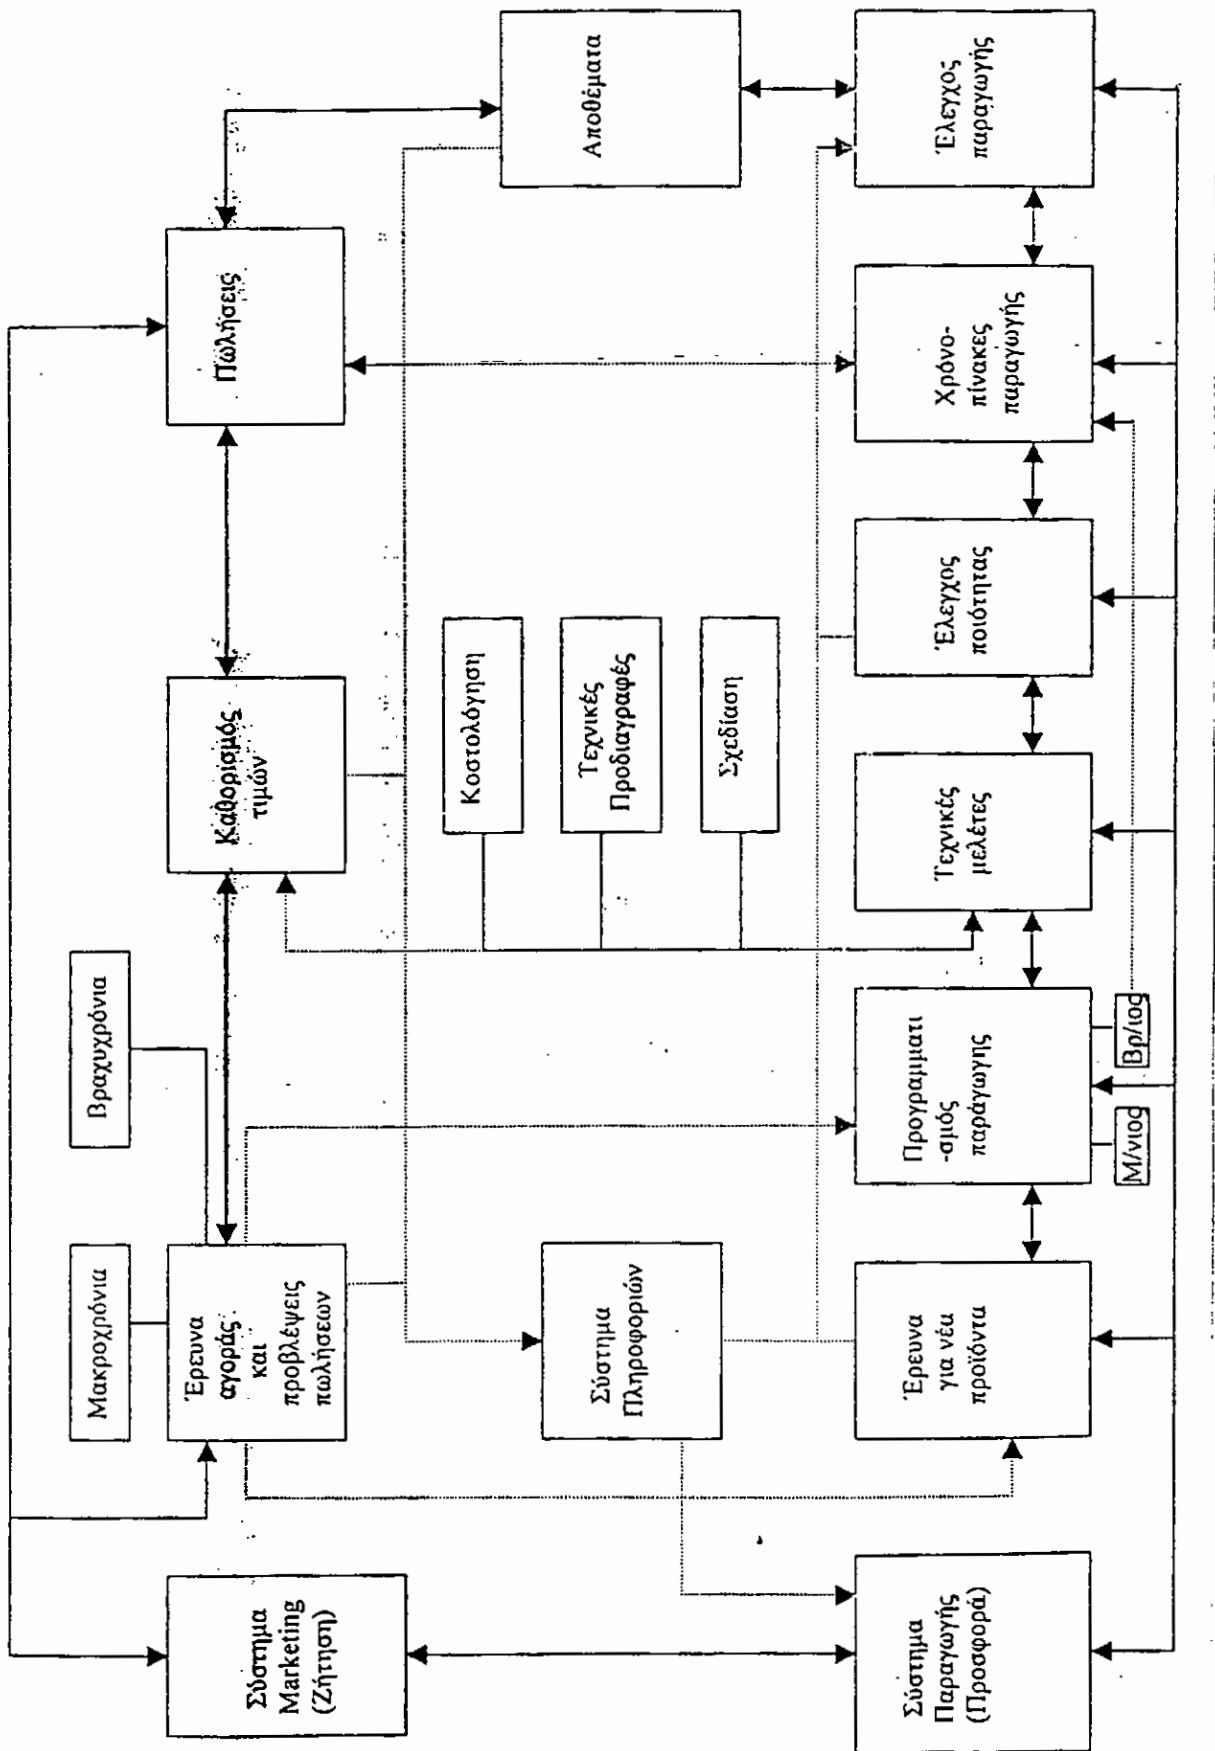 Μακροχρόνια
Βραχυχρόνια
Σύστημα
Marketing
(Ζήτηση)
Έρευνα
αγοράς
και
προβλέψεις
πωλήσεων
Καθορισμός
τιμών
Πωλήσεις
Σύστημα
Πληροφοριών
Κοστολόγηση
Τεχνικές
Προδιαγραφές
Σχεδίαση
Αποθέματα
Σύστημα
Παραγωγής
(Προσφορά)
Έρευνα
για νέα
προϊόντα
Προγραμματι
-σμός
παράγωγης
Τεχνικές
μελέτες
Έλεγχος
ποιότητας
Χρόνο-
πίνακες
παραγωγής
Έλεγχος
παραγωγής
Μ/νιος
Βρ/ιος